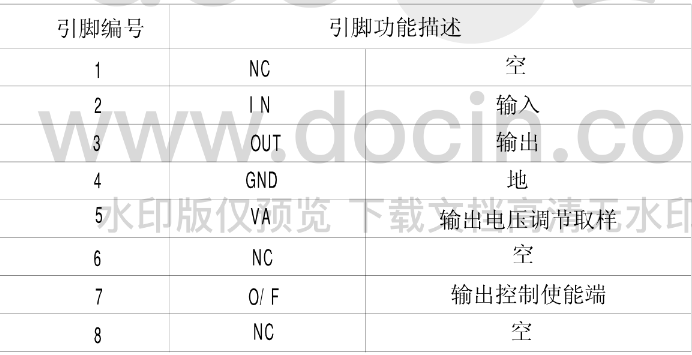 引脚编号 引脚功能描述
1 NC 空
2 IN 输入
3 OUT 输出
4 GND 地
5 VA 输出电压调节取样
6 NC 空
7 O/F 输出控制使能端
8 NC 空
www.docin.co
水印版仅预览 下载文档高清无水印